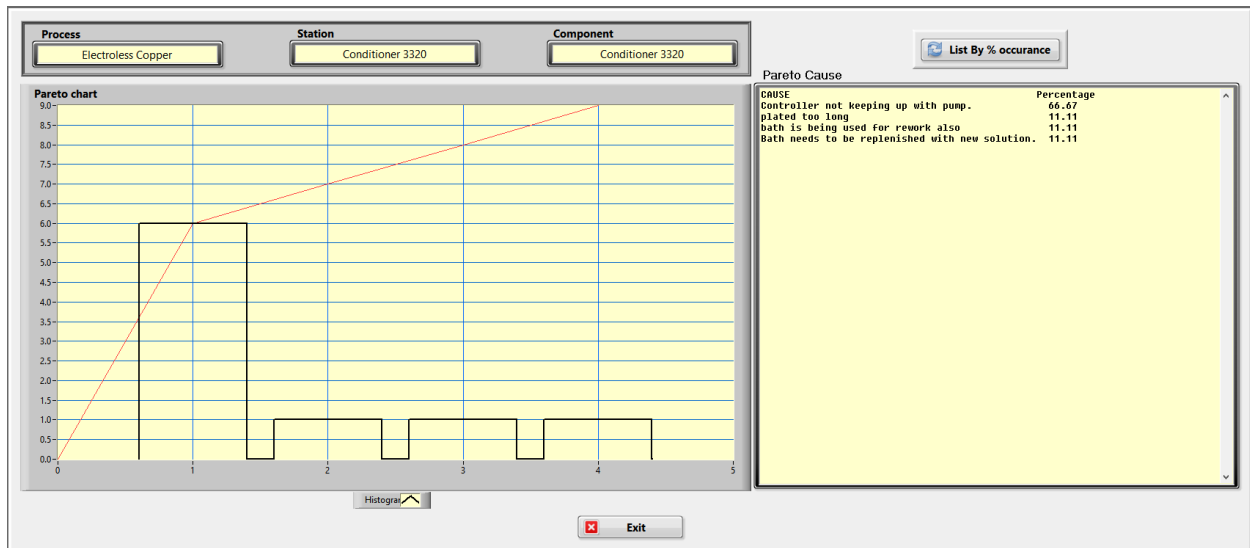 Process
Station
Component
Electroless Copper
Conditioner 3320
Conditioner 3320
List By % occurance
Pareto Cause
Pareto chart
CAUSE Percentage
Controller not keeping up with pump. 66.67
plated too long 11.11
bath is being used for rework also 11.11
Bath needs to be replenished with new solution. 11.11
9.0
8.5
8.0
7.5
7.0
6.5
6.0
5.5
5.0
4.5
4.0
3.5
3.0
2.5
2.0
1.5
1.0
0.5
0.0
0 1 2 3 4 5
Histogra
Exit